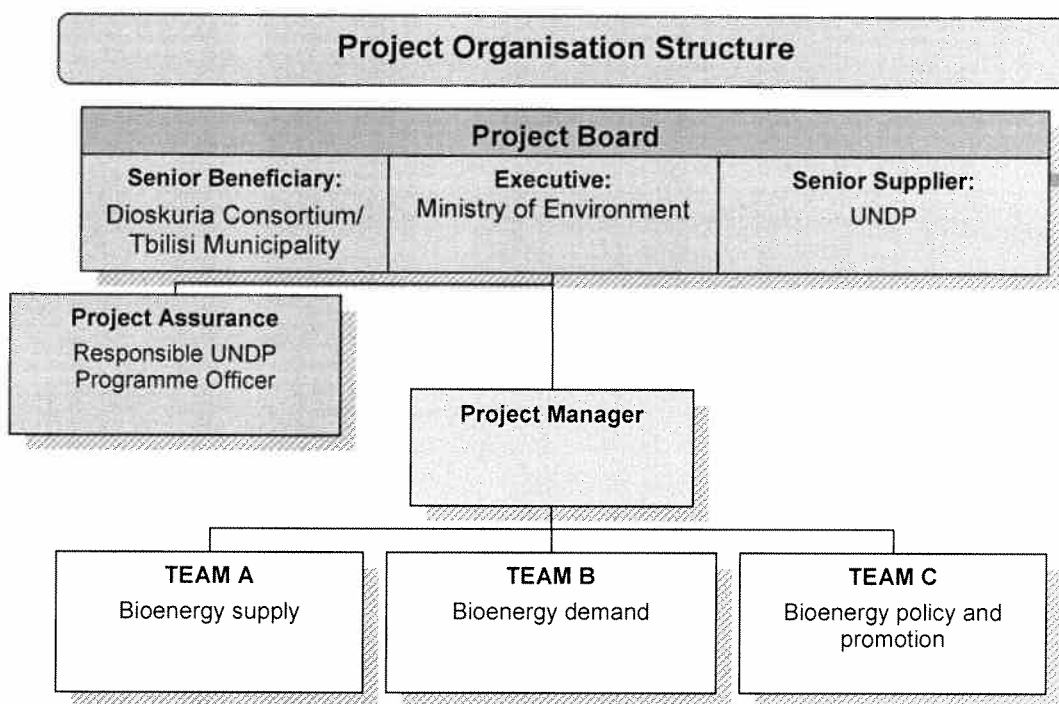 Project Organisation Structure
Project Board
Senior Beneficiary:
Dioskuria Consortium/
Tbilisi Municipality
Executive:
Ministry of Environment
Senior Supplier:
UNDP
Project Assurance
Responsible UNDP
Programme Officer
Project Manager
TEAM A
Bioenergy supply
TEAM B
Bioenergy demand
TEAM C
Bioenergy policy and
promotion